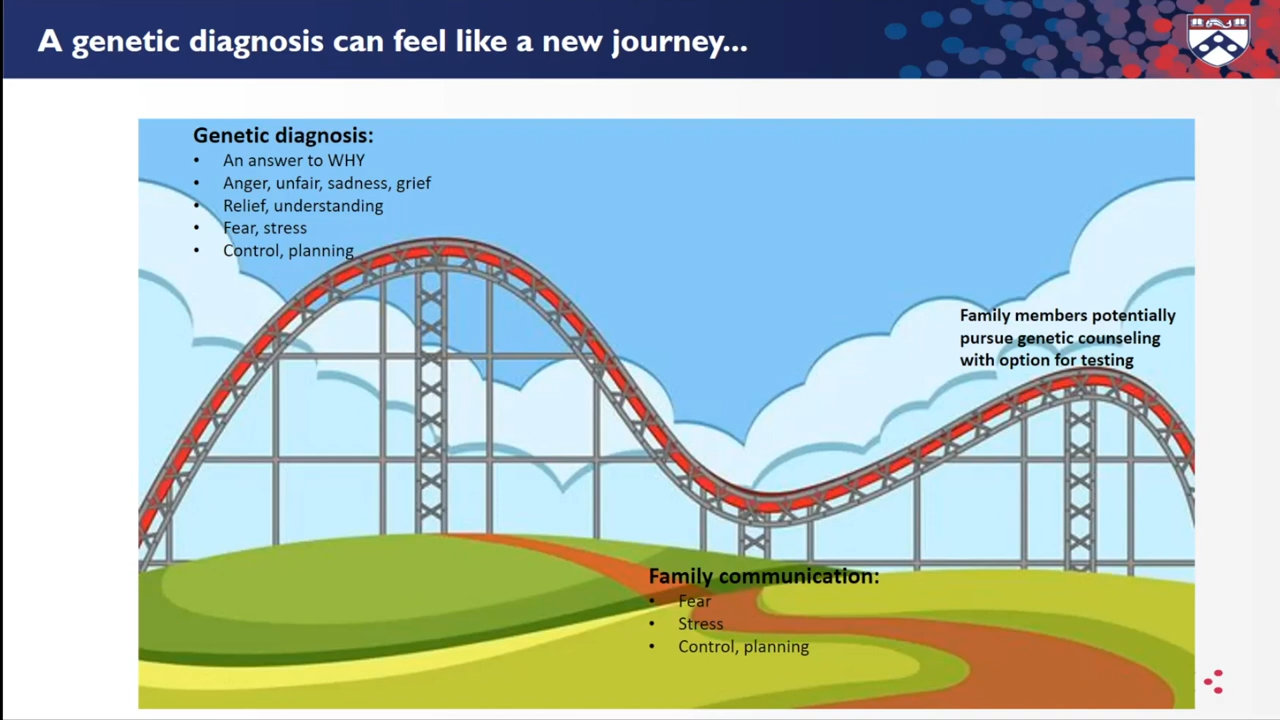 A genetic diagnosis can feel like a new journey...
Genetic diagnosis:
• An answer to WHY
• Anger, unfair, sadness, grief
• Relief, understanding
• Fear, stress
• Control, planning
Family members potentially
pursue genetic counseling
with option for testing
Family communication:
• Fear
• Stress
• Control, planning